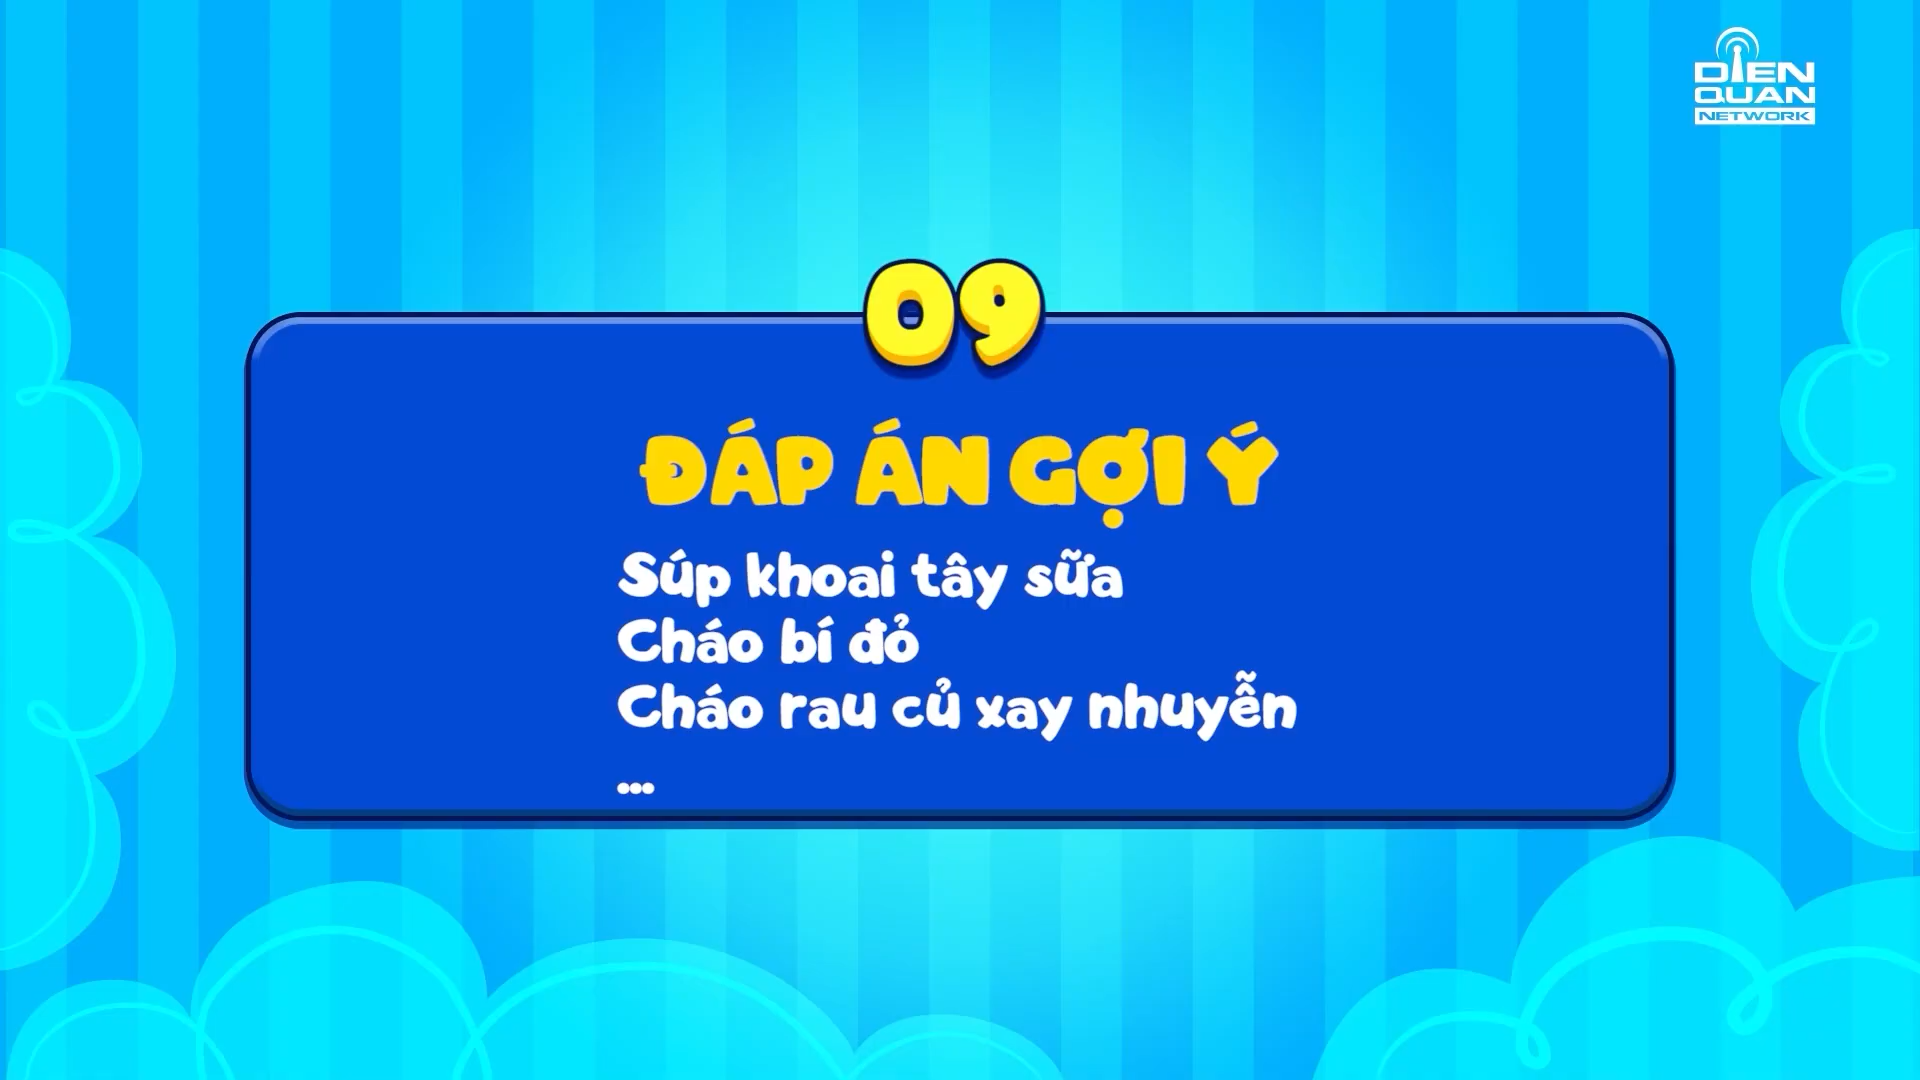 DIEN
QUAN
NETWORK
09
ĐÁP ÁN GỢI Ý
Súp khoai tây sữa
Cháo bí đỏ
Cháo rau củ xay nhuyễn
...